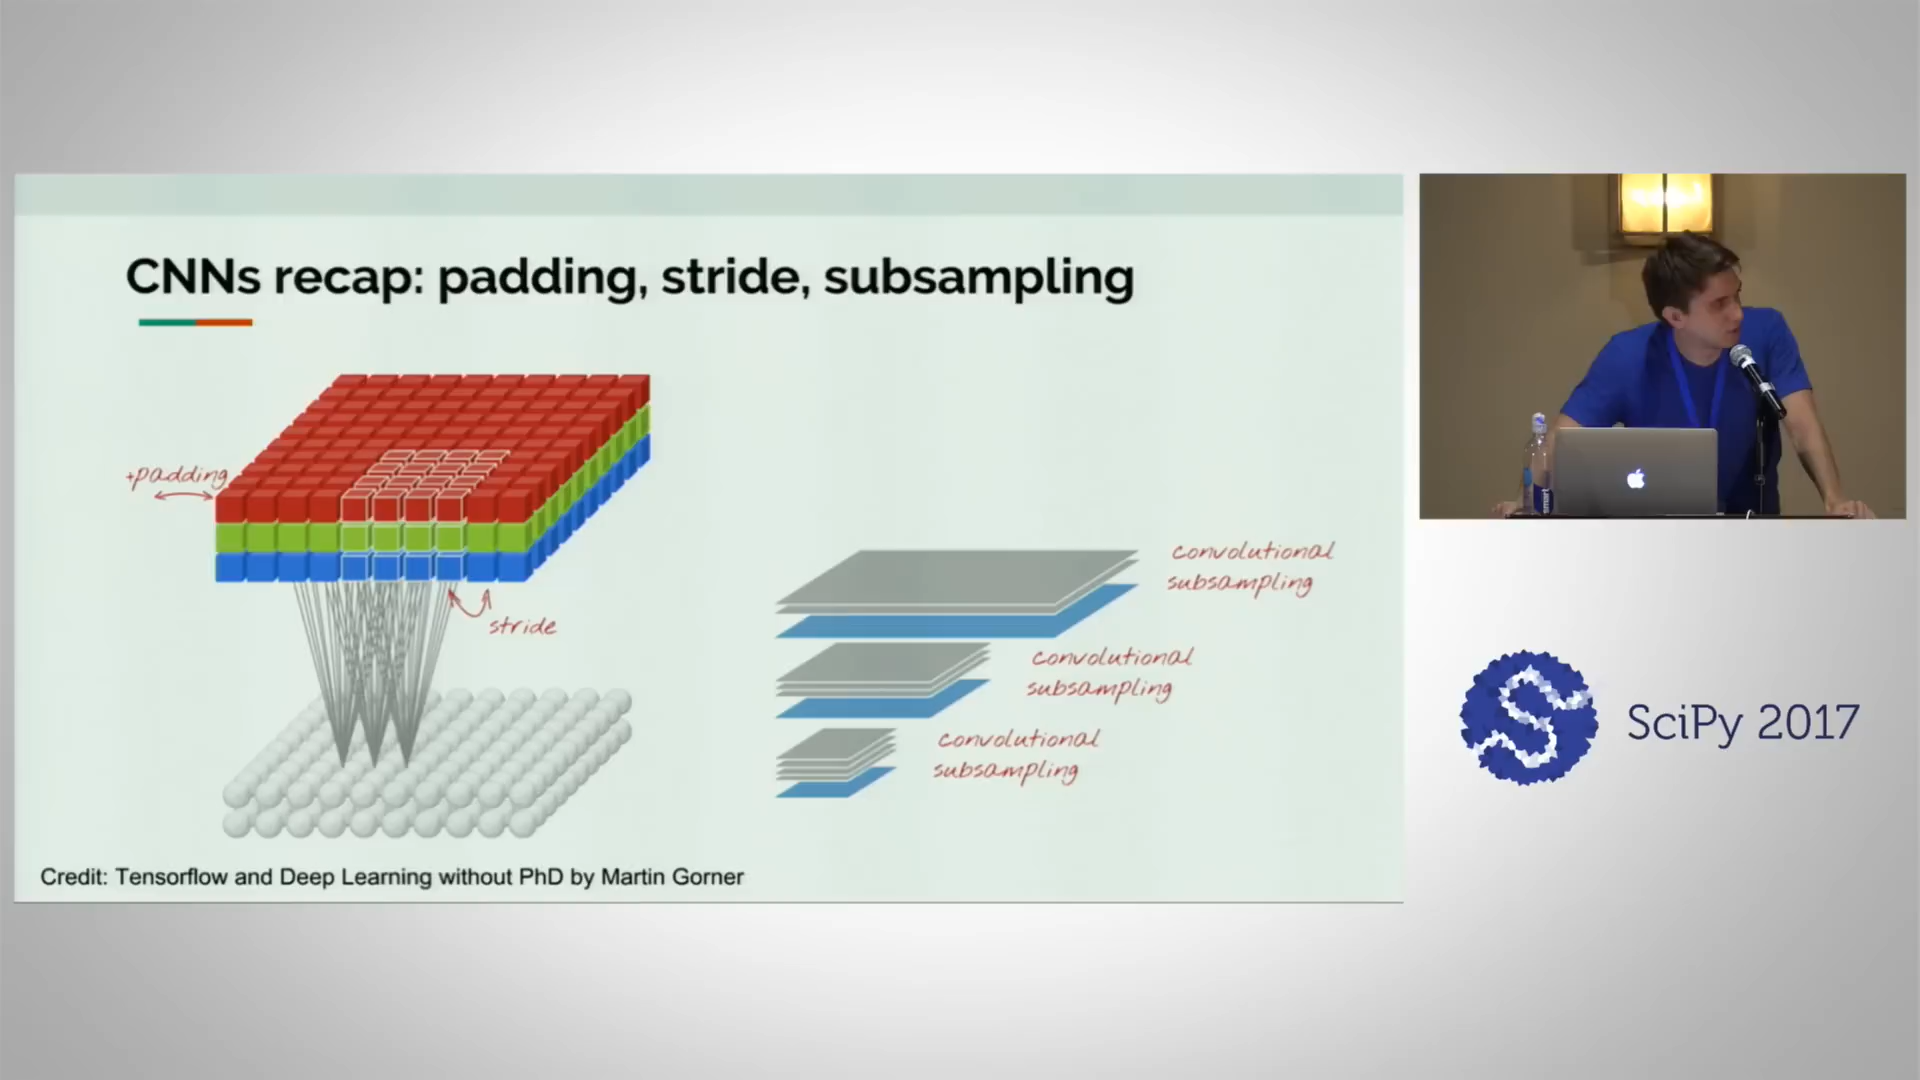 CNNs recap: padding, stride, subsampling
+padding
stride
convolutional
subsampling
convolutional
subsampling
convolutional
subsampling
Credit: Tensorflow and Deep Learning without PhD by Martin Gorner
smart
SciPy 2017